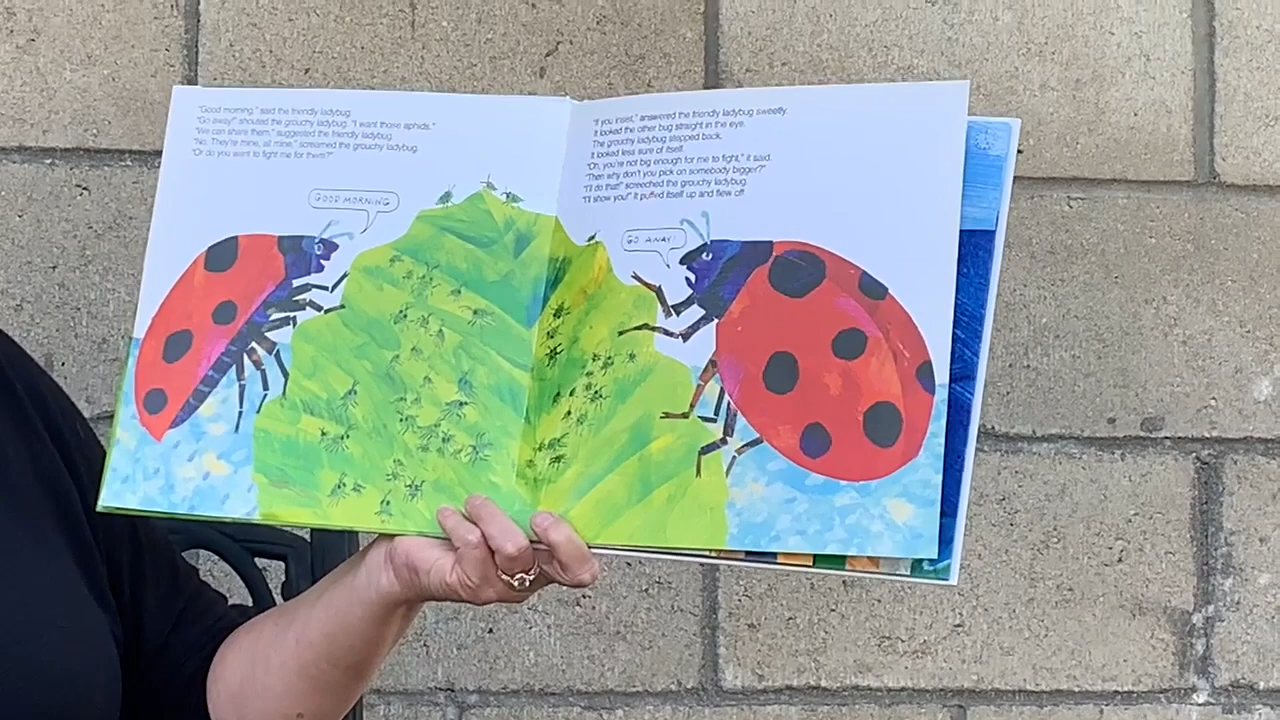 "Good morning," said the friendly ladybug.
"Go away!" shouted the grouchy ladybug. "I want those aphids."
"We can share them," suggested the friendly ladybug.
"No. They're mine, all mine," screamed the grouchy ladybug.
"Or do you want to fight me for them?"
GOOD MORNING
"If you insist," answered the friendly ladybug sweetly.
It looked the other bug straight in the eye.
The grouchy ladybug stepped back.
It looked less sure of itself.
"Oh, you're not big enough for me to fight," it said.
"Then why don't you pick on somebody bigger?"
"I'll do that!" screeched the grouchy ladybug.
"I'll show you!" It puffed itself up and flew off.
GO AWAY!